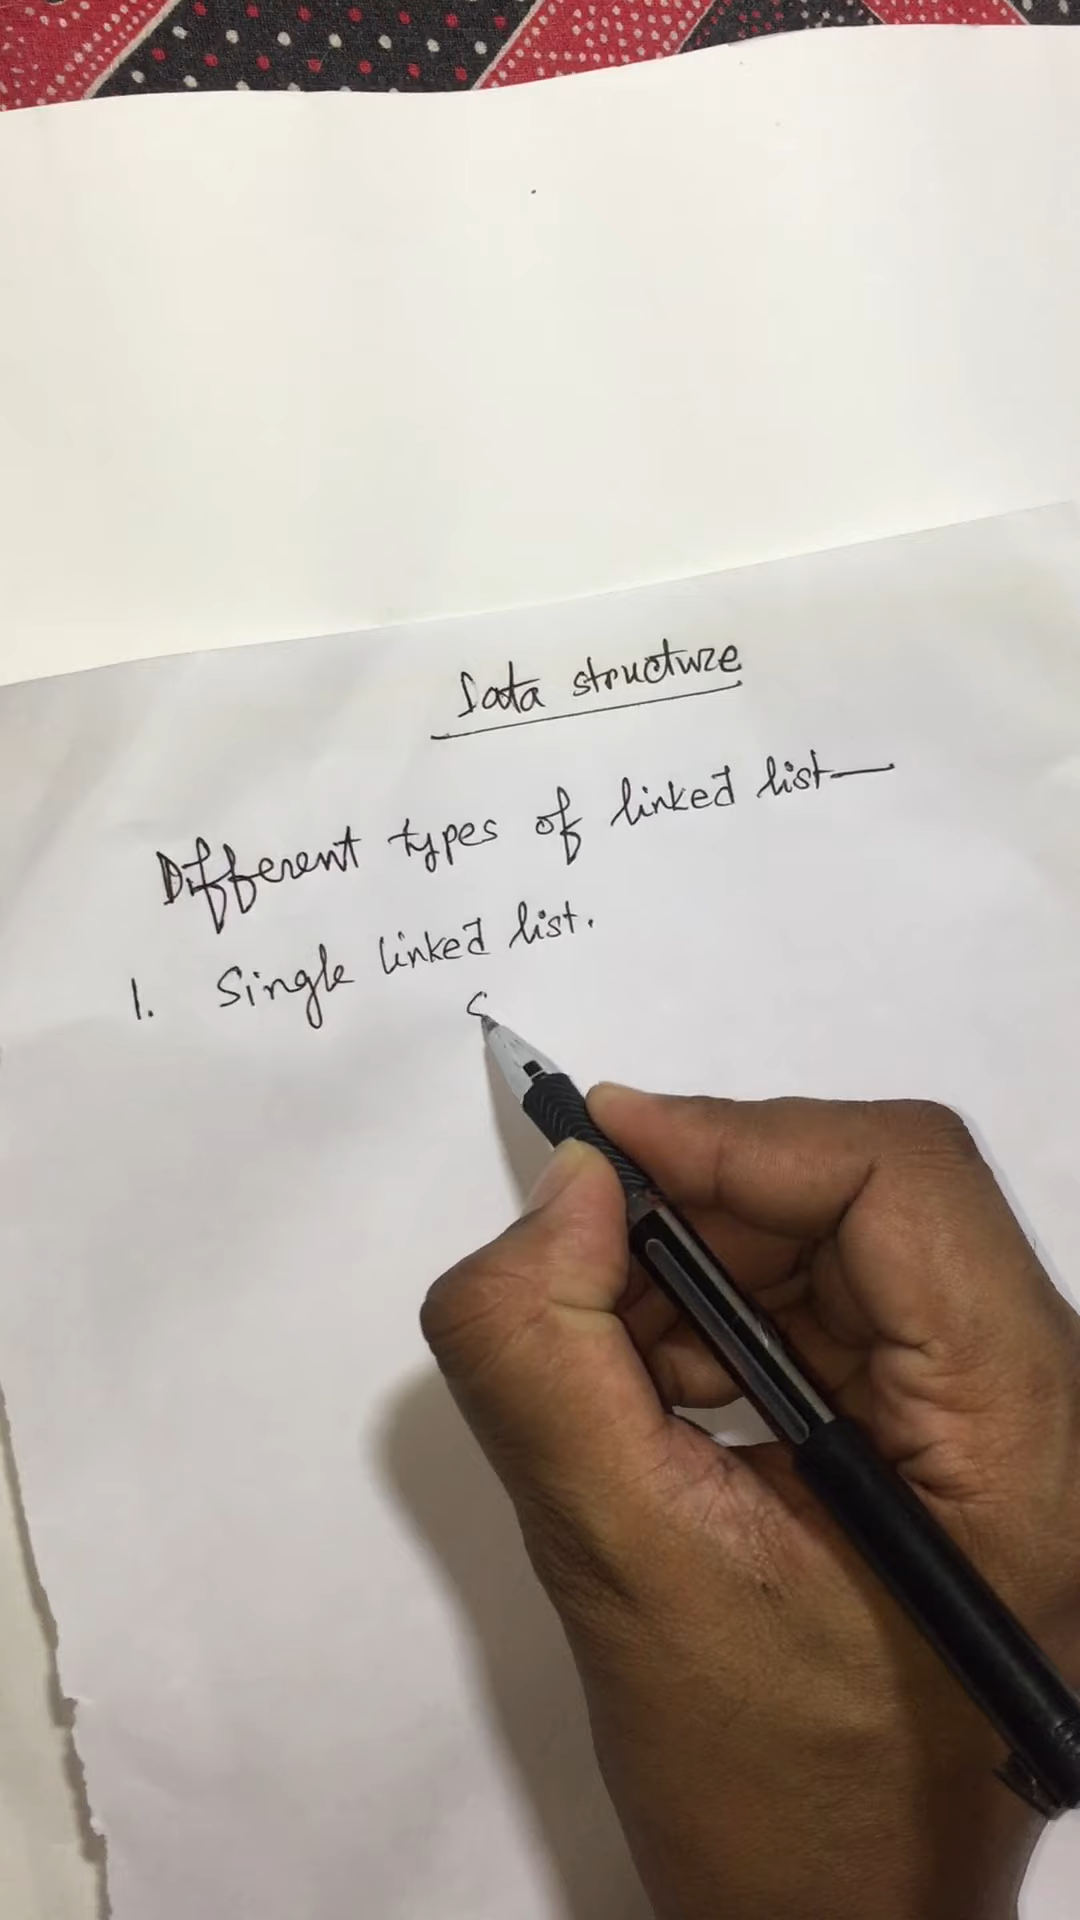 Data structure
Different types of linked list—
1. Single linked list.
S